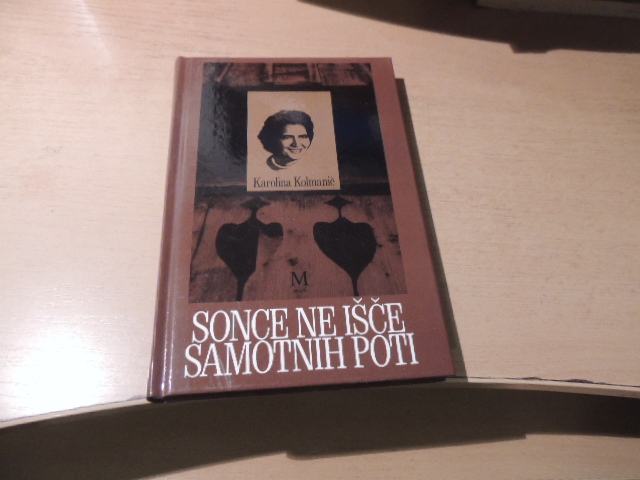 Karolina Kolmanič
M
SONCE NE IŠČE
SAMOTNIH POTI